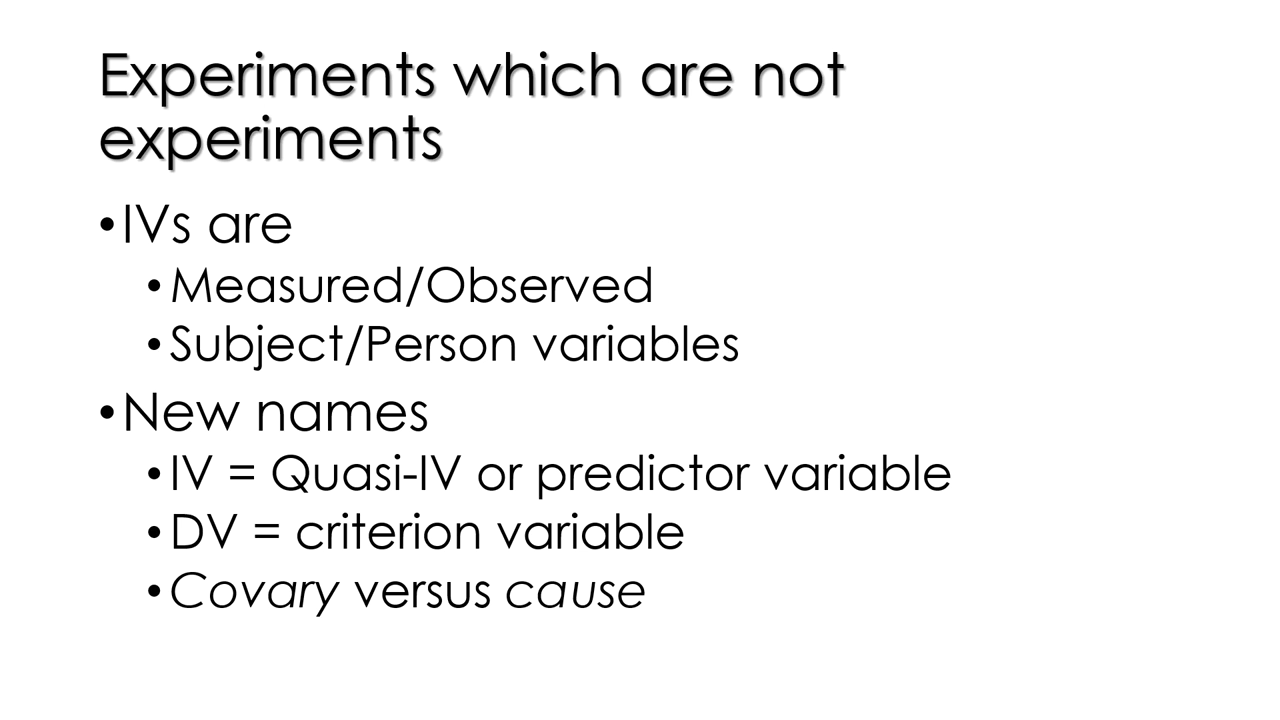 Experiments which are not
experiments
•IVs are
•Measured/Observed
•Subject/Person variables
•New names
•IV = Quasi-IV or predictor variable
•DV = criterion variable
•Covary versus cause